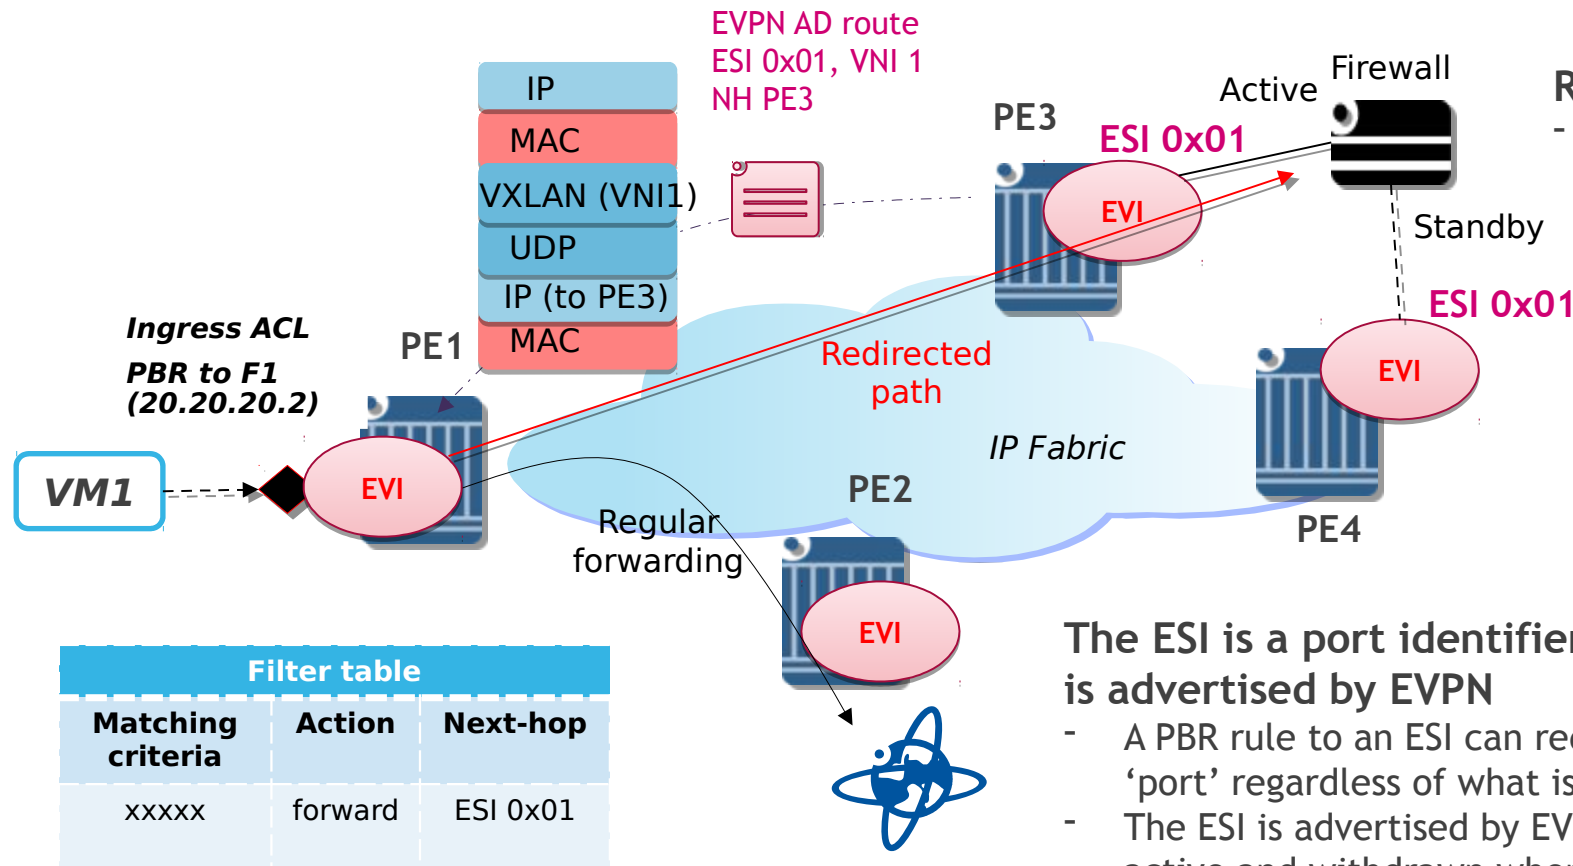 EVPN AD route
ESI 0x01, VNI 1
NH PE3
IP
MAC
VXLAN (VNI1)
UDP
IP (to PE3)
MAC
PE3
ESI 0x01
Active
Firewall
R
-
EVI
Standby
ESI 0x01
EVI
PE4
Ingress ACL
PBR to F1
(20.20.20.2)
PE1
Redirected
path
IP Fabric
VM1
EVI
Regular
forwarding
PE2
EVI
Filter table
Matching
criteria
Action
Next-hop
xxxxx
forward
ESI 0x01
The ESI is a port identifier
is advertised by EVPN
- A PBR rule to an ESI can rec
‘port’ regardless of what is
- The ESI is advertised by EV